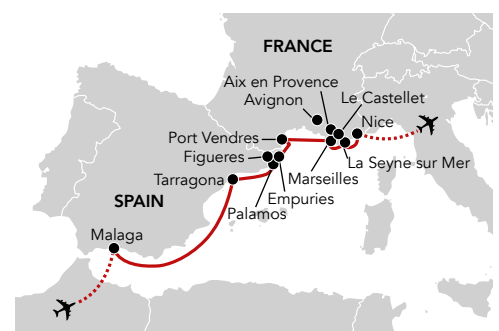 FRANCE
Aix en Provence
Avignon
Le Castellet
Nice
Port Vendres
Figueres
La Seyne sur Mer
Tarragona
Marseilles
Empuries
SPAIN
Palamos
Malaga